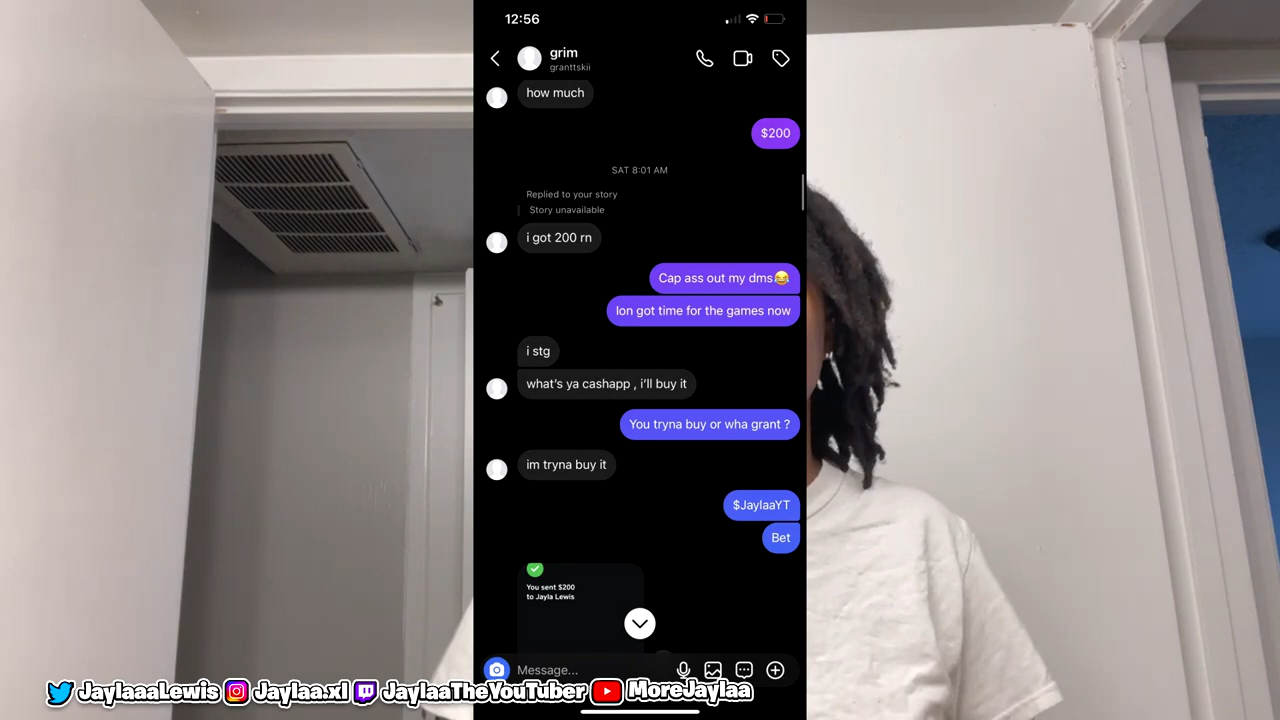 12:56
grim
granttskii
how much
$200
SAT 8:01 AM
Replied to your story
Story unavailable
i got 200 rn
Cap ass out my dms😂
Ion got time for the games now
i stg
what's ya cashapp , i'll buy it
You tryna buy or wha grant ?
im tryna buy it
$JaylaaYT
Bet
You sent $200
to Jayla Lewis
Message...
JaylaaaLewis Jaylaa.xl JaylaaTheYouTuber MoreJaylaa